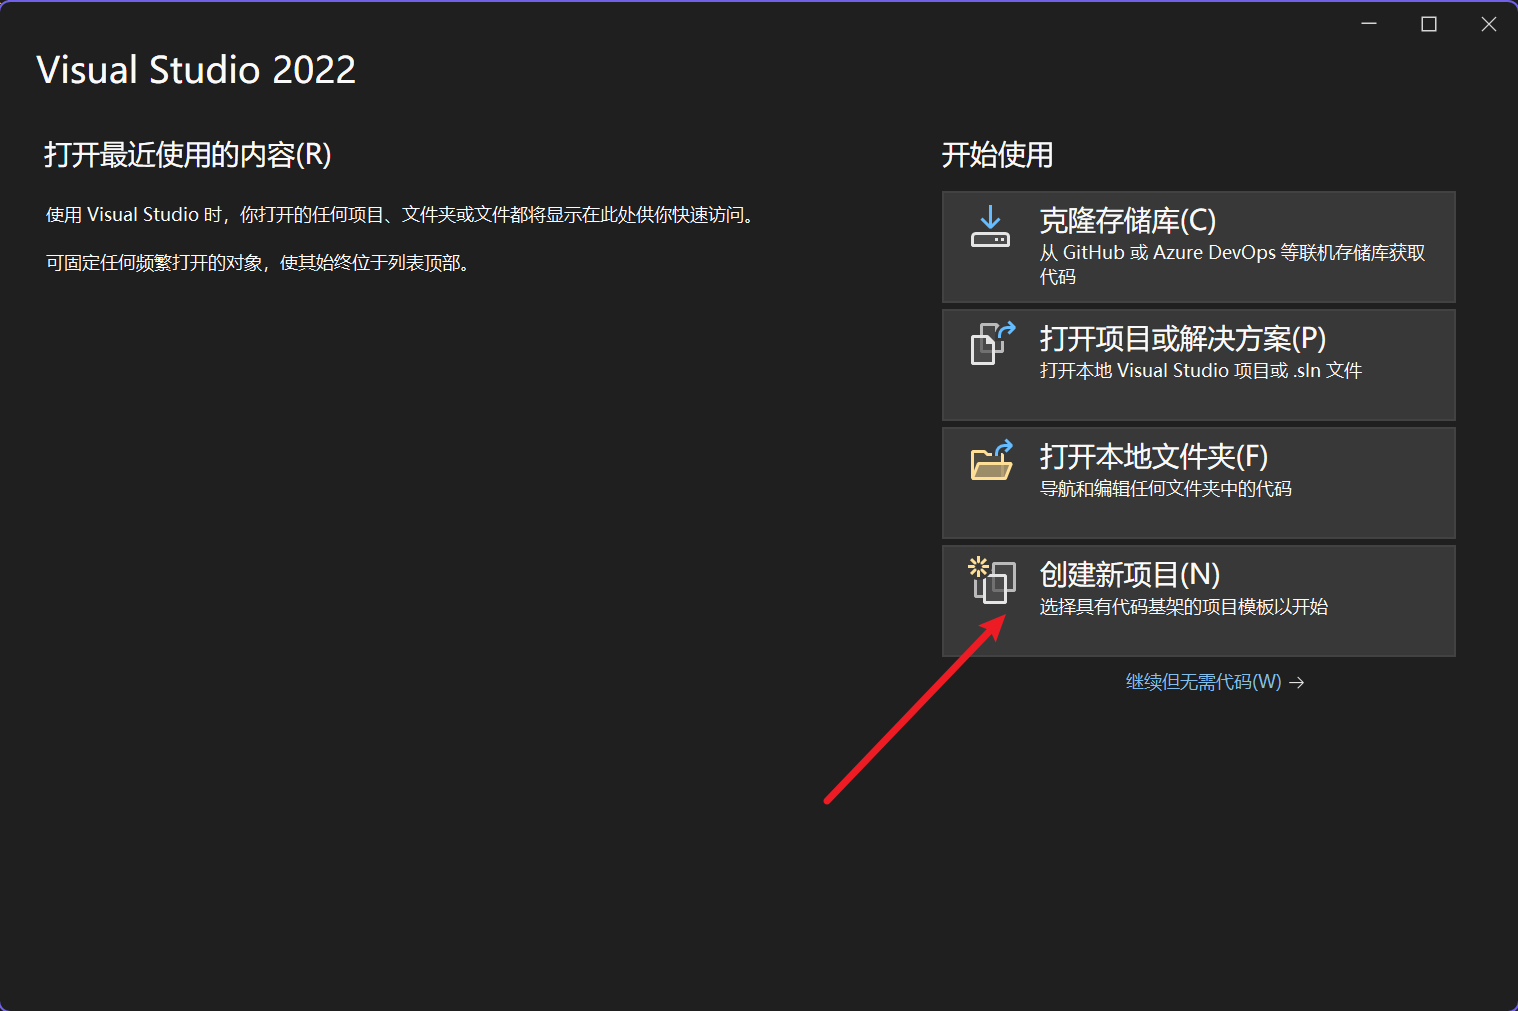 Visual Studio 2022
打开最近使用的内容(R)
使用 Visual Studio 时，你打开的任何项目、文件夹或文件都将显示在此处供你快速访问。
可固定任何频繁打开的对象，使其始终位于列表顶部。
开始使用
克隆存储库(C)
从 GitHub 或 Azure DevOps 等联机存储库获取
代码
打开项目或解决方案(P)
打开本地 Visual Studio 项目或 .sln 文件
打开本地文件夹(F)
导航和编辑任何文件夹中的代码
创建新项目(N)
选择具有代码基架的项目模板以开始
继续但无需代码(W) →